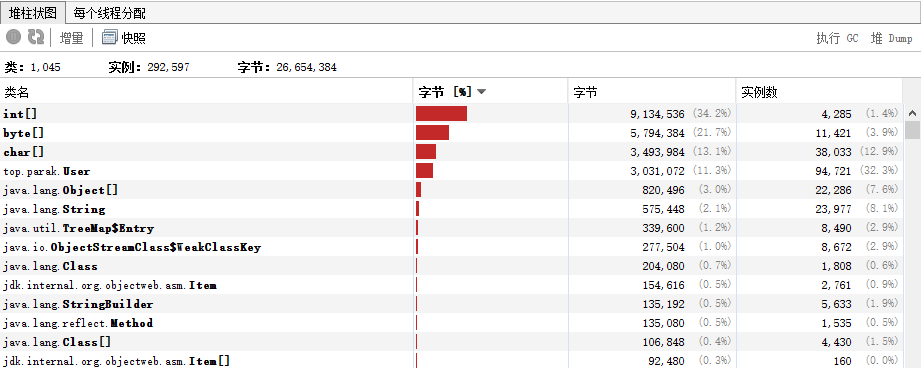 堆柱状图 每个线程分配
增量 快照 执行 GC 堆 Dump
类: 1,045 实例: 292,597 字节: 26,654,384
类名 字节 [%] 字节 实例数
int[] 9,134,536 (34.2%) 4,285 (1.4%)
byte[] 5,794,384 (21.7%) 11,421 (3.9%)
char[] 3,493,984 (13.1%) 38,033 (12.9%)
top.parak.User 3,031,072 (11.3%) 94,721 (32.3%)
java.lang.Object[] 820,496 (3.0%) 22,286 (7.6%)
java.lang.String 575,448 (2.1%) 23,977 (8.1%)
java.util.TreeMap$Entry 339,600 (1.2%) 8,490 (2.9%)
java.io.ObjectStreamClass$WeakClassKey 277,504 (1.0%) 8,672 (2.9%)
java.lang.Class 204,080 (0.7%) 1,808 (0.6%)
jdk.internal.org.objectweb.asm.Item 154,616 (0.5%) 2,761 (0.9%)
java.lang.StringBuilder 135,192 (0.5%) 5,633 (1.9%)
java.lang.reflect.Method 135,080 (0.5%) 1,535 (0.5%)
java.lang.Class[] 106,848 (0.4%) 4,430 (1.5%)
jdk.internal.org.objectweb.asm.Item[] 92,480 (0.3%) 160 (0.0%)